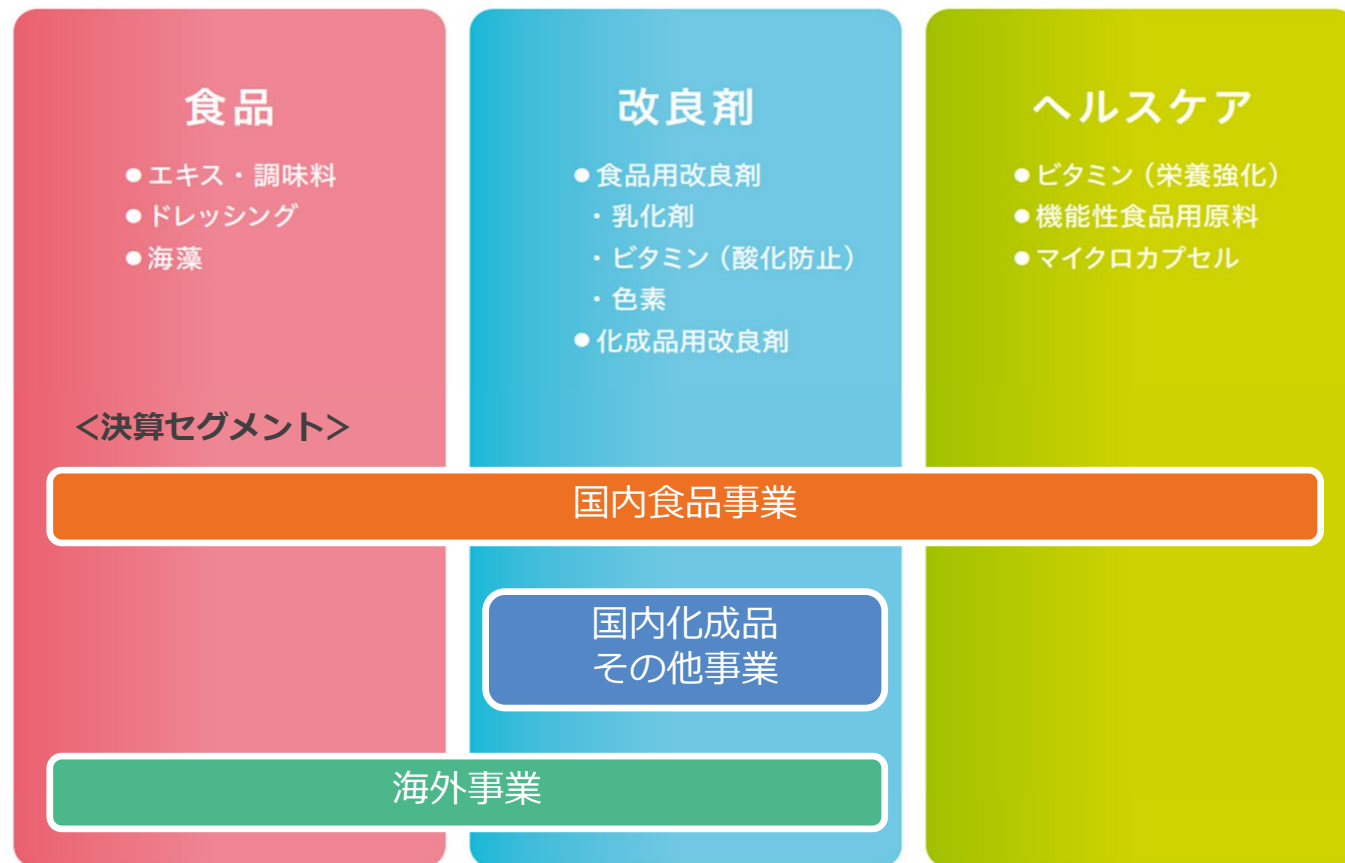 食品
●エキス・調味料
●ドレッシング
●海藻
改良剤
●食品用改良剤
・乳化剤
・ビタミン（酸化防止）
・色素
●化成品用改良剤
ヘルスケア
●ビタミン（栄養強化）
●機能性食品用原料
●マイクロカプセル
＜決算セグメント＞
国内食品事業
国内化成品
その他事業
海外事業